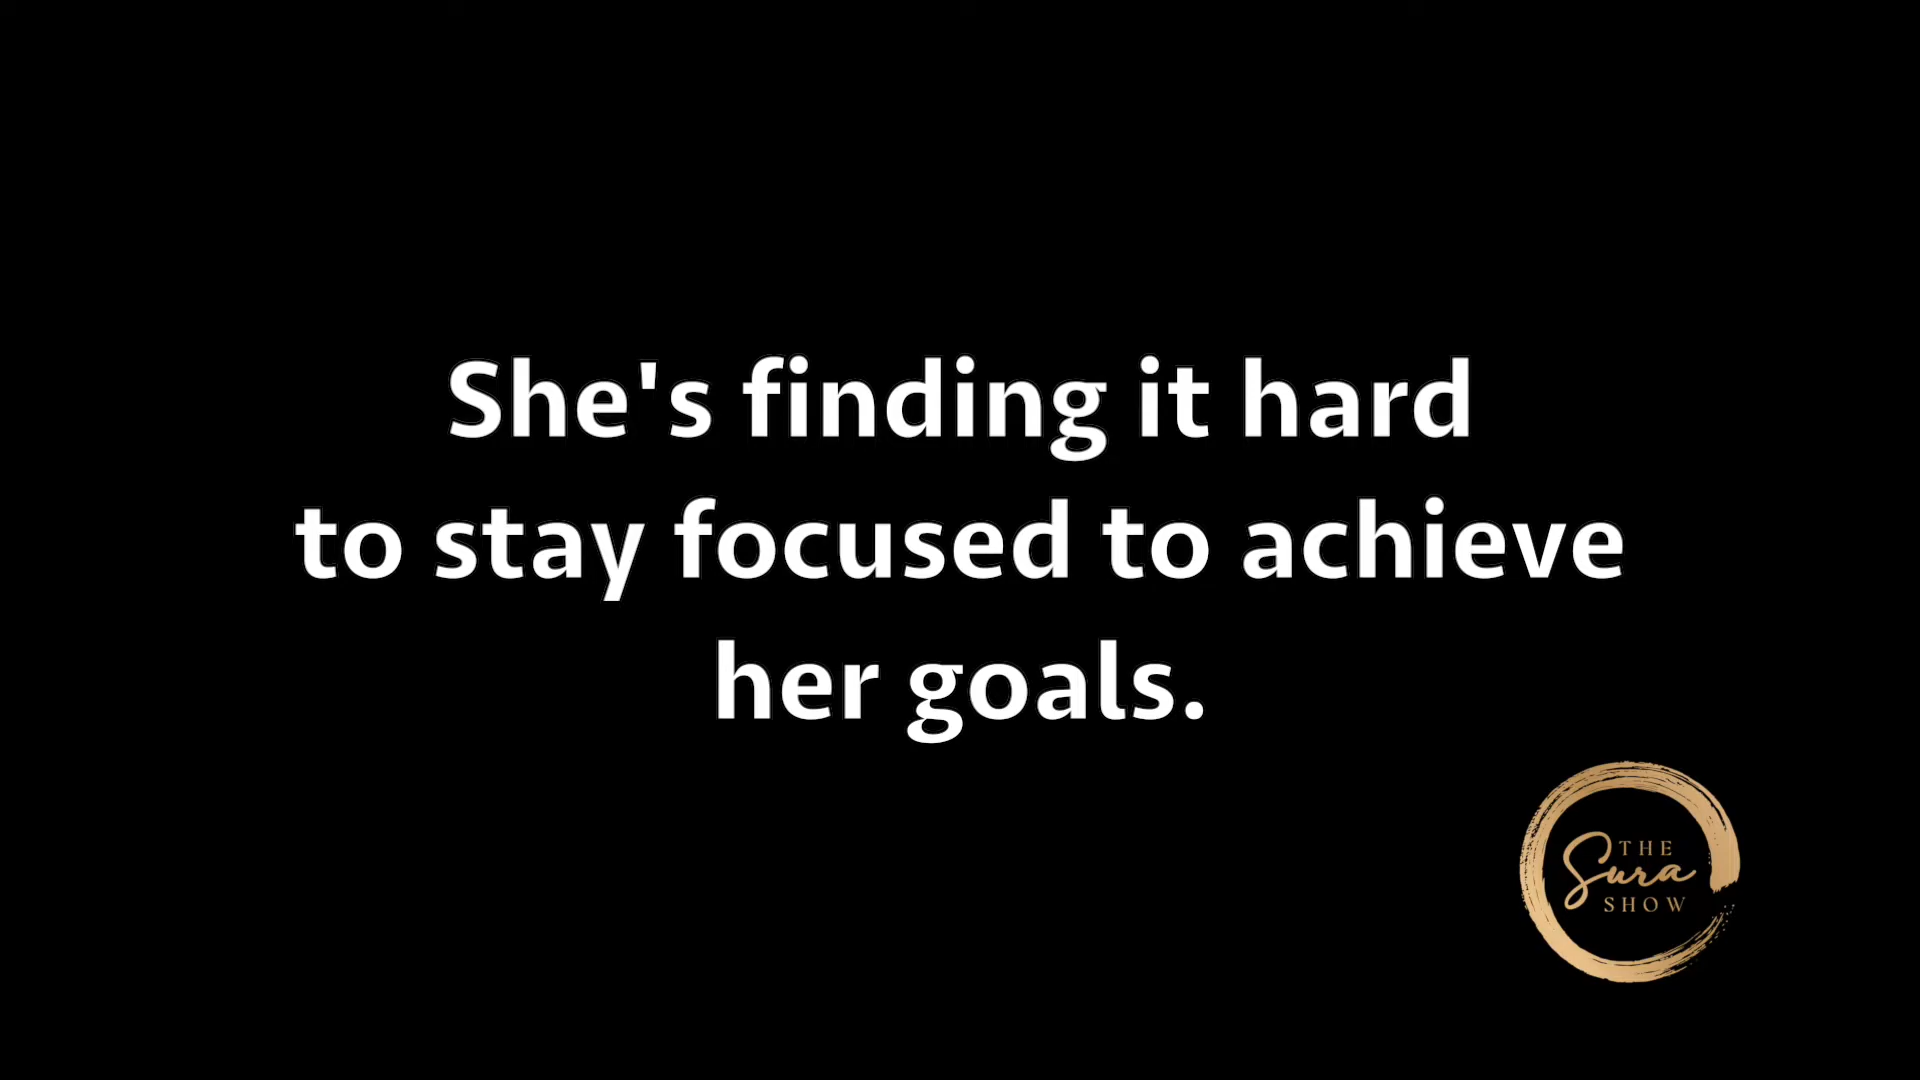 She's finding it hard
to stay focused to achieve
her goals.
THE
Sura
SHOW